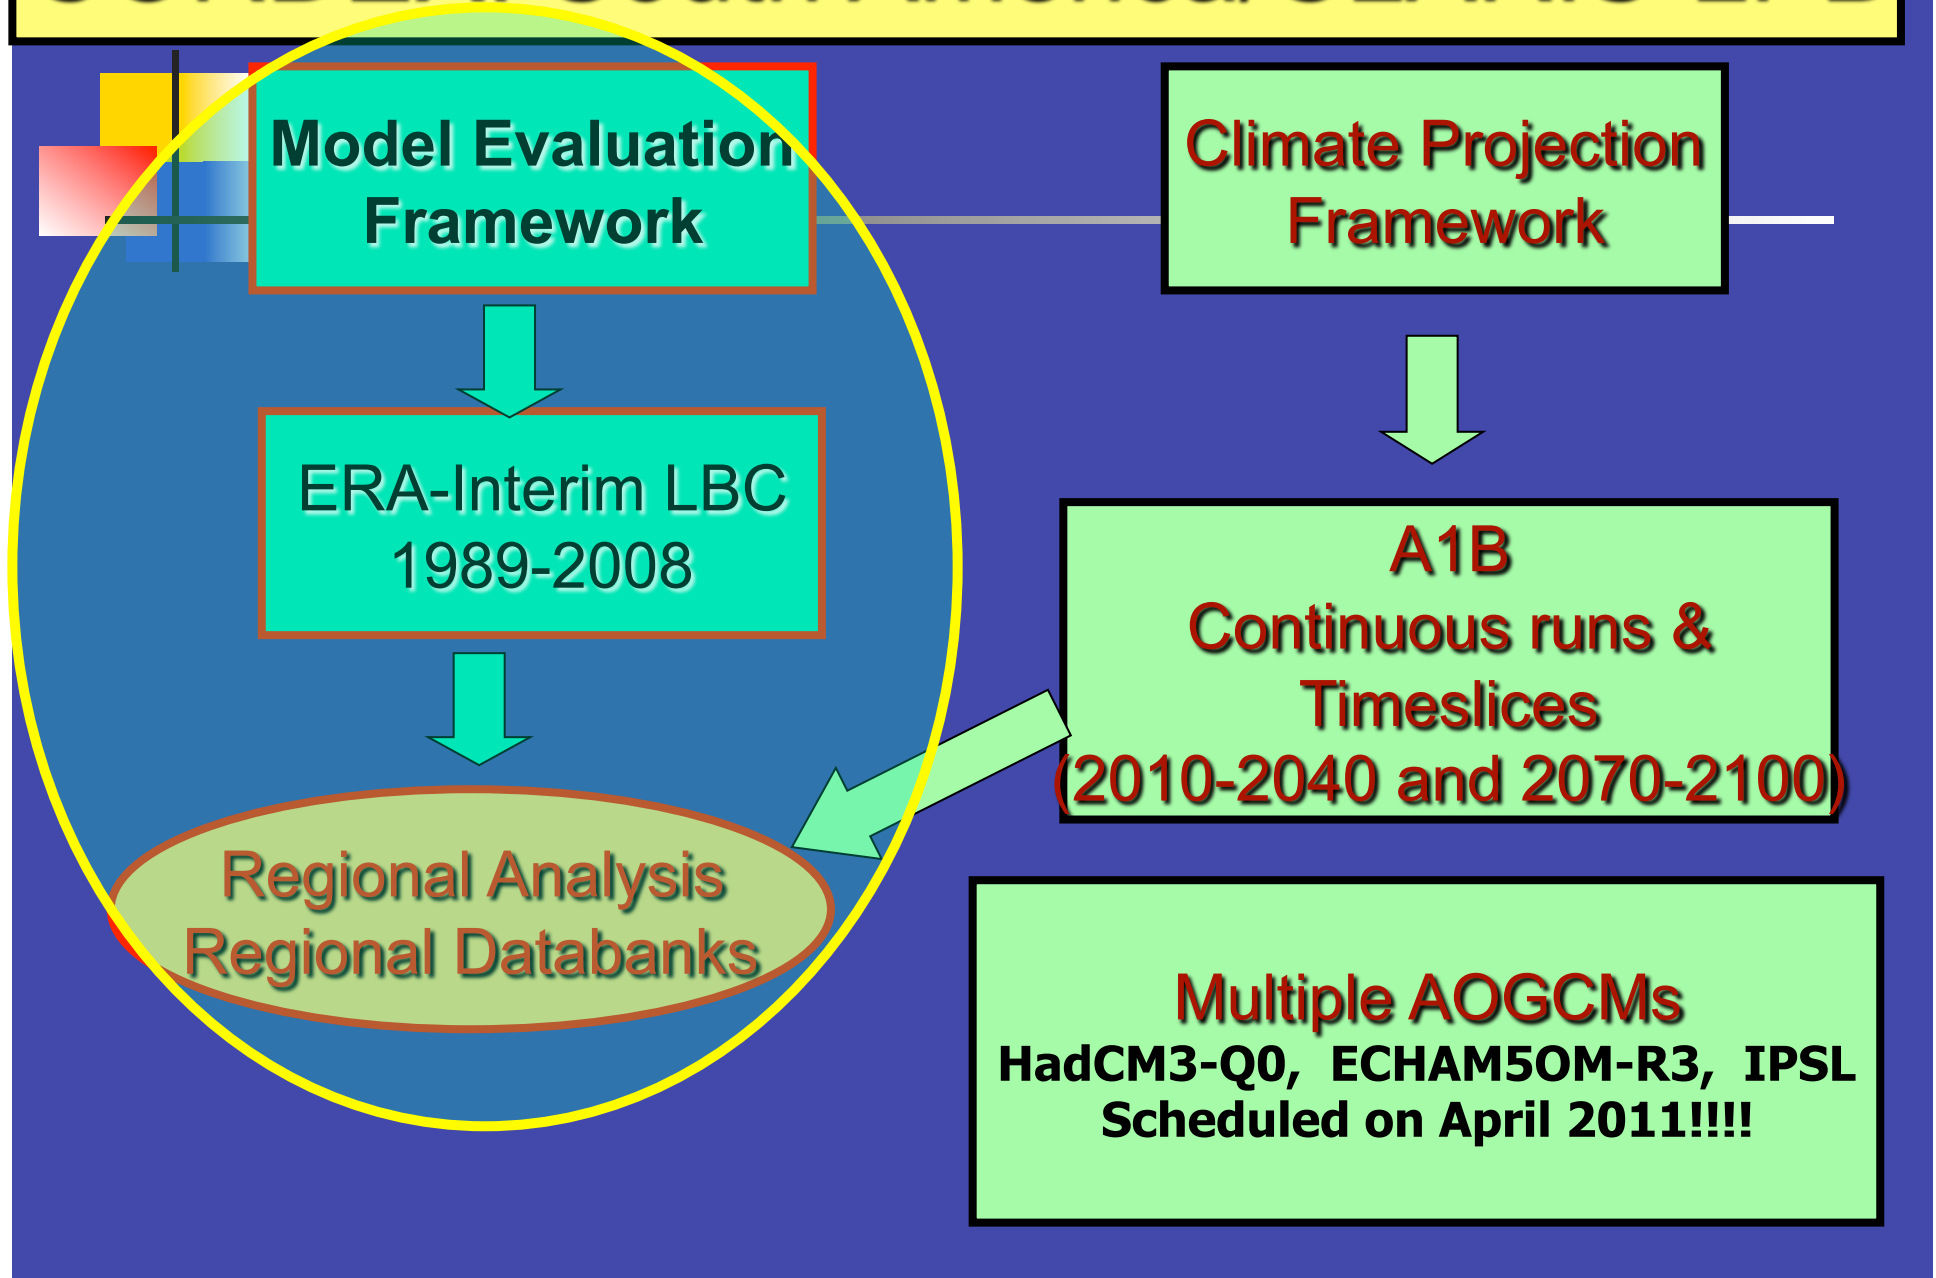 Model Evaluation
Framework
ERA-Interim LBC
1989-2008
Regional Analysis
Regional Databanks
Climate Projection
Framework
A1B
Continuous runs &
Timeslices
(2010-2040 and 2070-2100)
Multiple AOGCMs
HadCM3-Q0, ECHAM5OM-R3, IPSL
Scheduled on April 2011!!!!